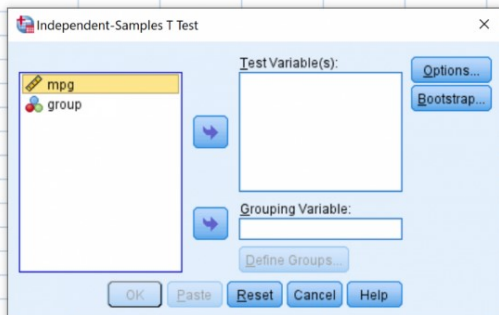 Independent-Samples T Test
mpg
group
Test Variable(s):
Grouping Variable:
Define Groups...
Options...
Bootstrap...
OK Paste Reset Cancel Help